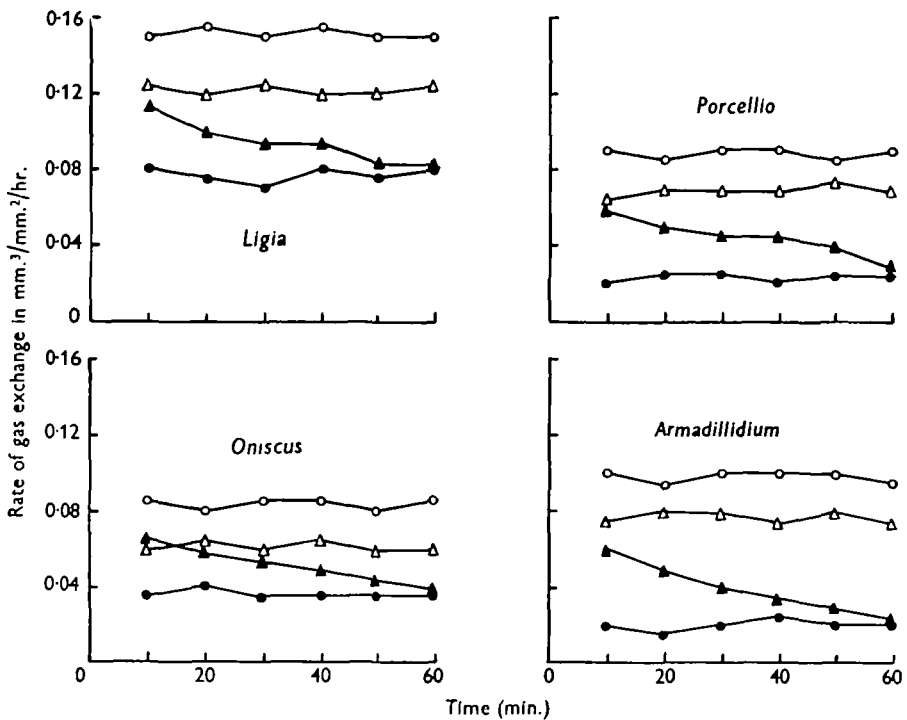 0·16
0·12
0·08
0·04
0
Ligia
Porcellio
Rate of gas exchange in mm.³/mm.²/hr.
0·16
0·12
0·08
0·04
0
20
40
60
Oniscus
0
20
40
60
Armadillidium
Time (min.)